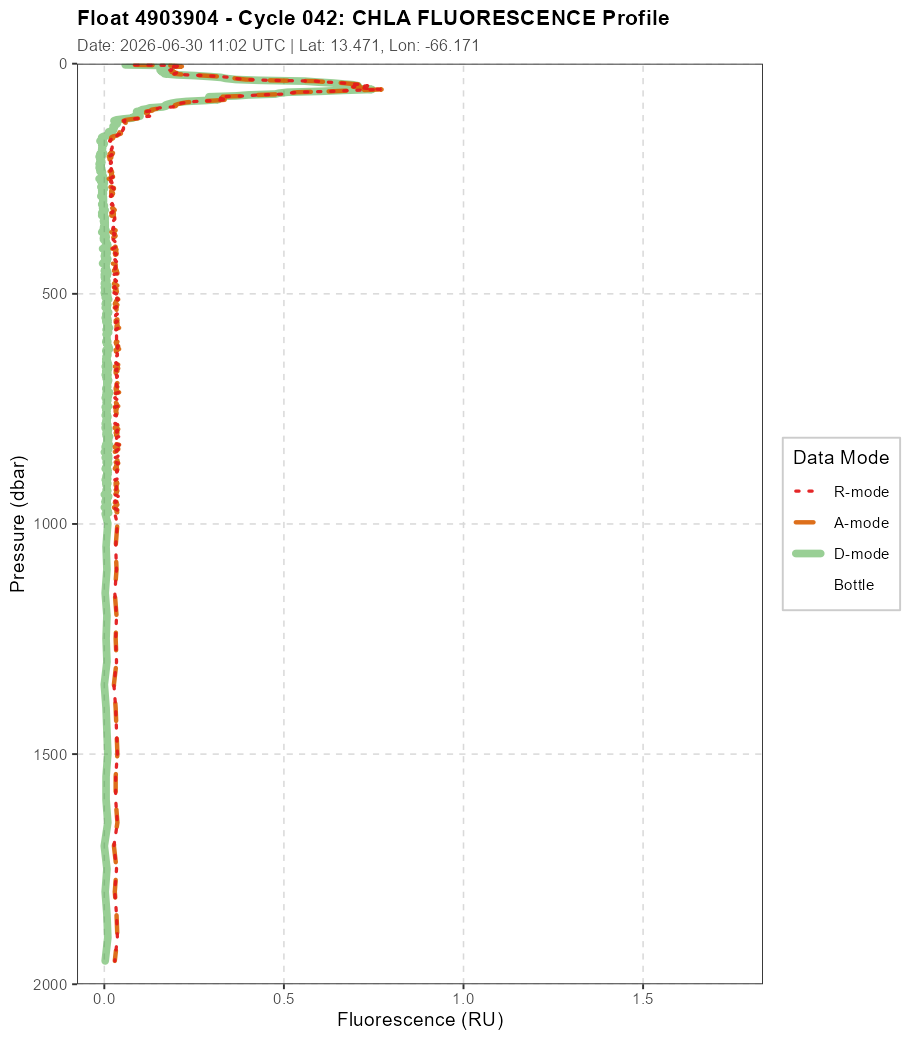 Float 4903904 - Cycle 042: CHLA FLUORESCENCE Profile
Date: 2026-06-30 11:02 UTC | Lat: 13.471, Lon: -66.171
0
500
1000
1500
2000
Pressure (dbar)
0.0
0.5
1.0
1.5
Fluorescence (RU)
Data Mode
R-mode
A-mode
D-mode
Bottle